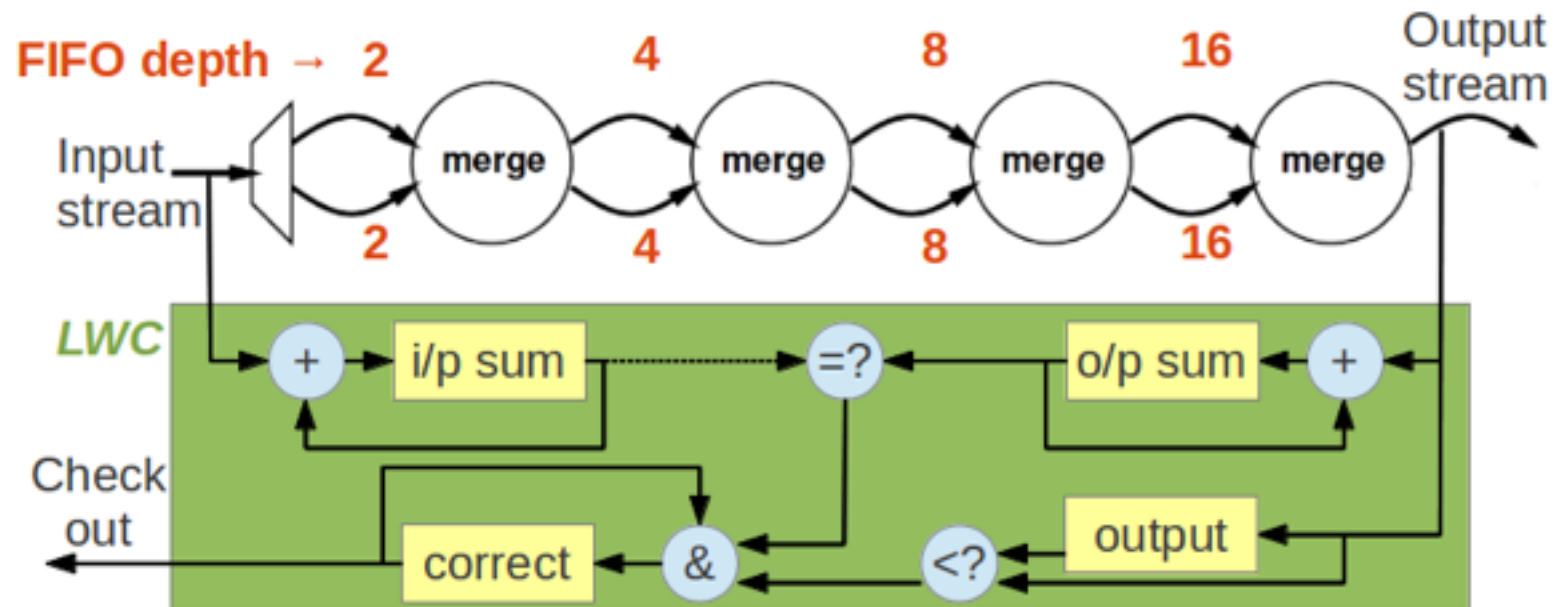 FIFO depth → 2 4 8 16
Output
stream
Input
stream
merge merge merge merge
2 4 8 16
LWC
+ i/p sum =? o/p sum +
Check
out
correct & <? output